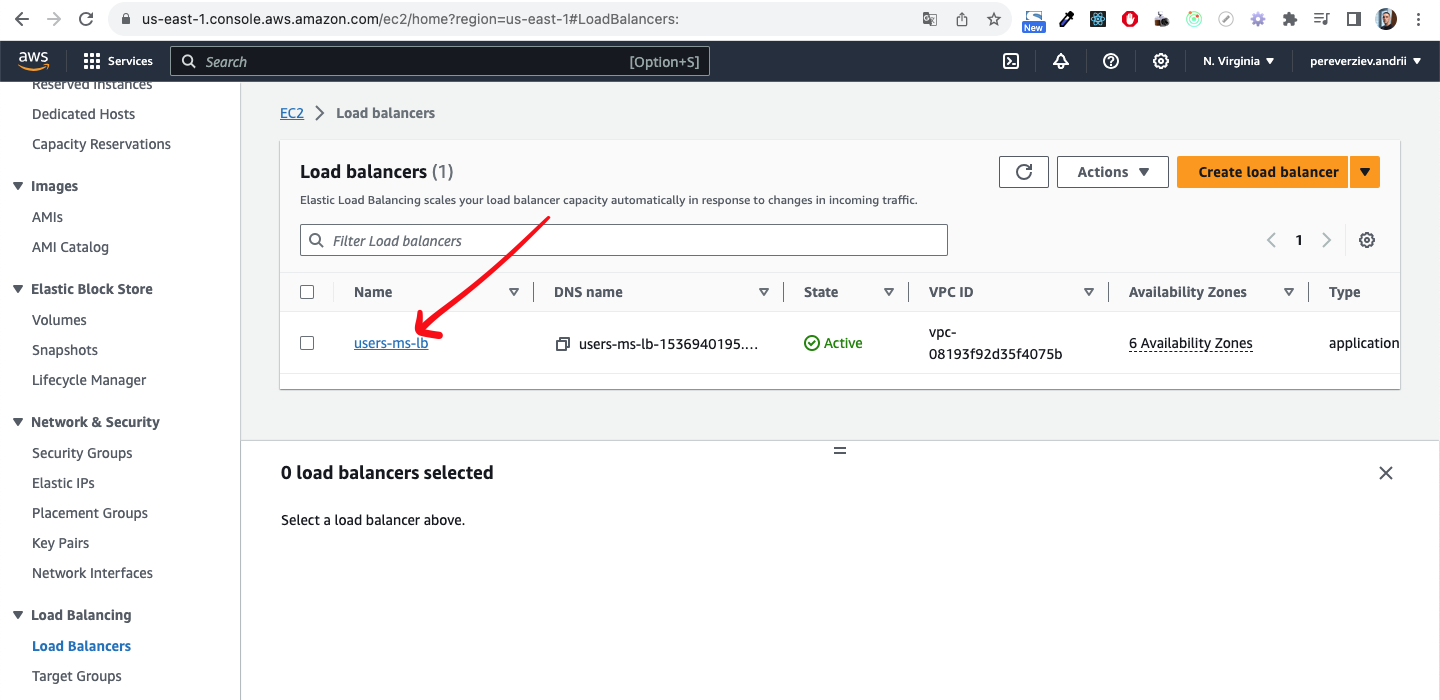 us-east-1.console.aws.amazon.com/ec2/home?region=us-east-1#LoadBalancers:
New
aws
Services
Search
[Option+S]
N. Virginia
pereverziev.andrii
Reserved Instances
Dedicated Hosts
Capacity Reservations
Images
AMIs
AMI Catalog
Elastic Block Store
Volumes
Snapshots
Lifecycle Manager
Network & Security
Security Groups
Elastic IPs
Placement Groups
Key Pairs
Network Interfaces
Load Balancing
Load Balancers
Target Groups
EC2 > Load balancers
Load balancers (1)
Actions
Create load balancer
Elastic Load Balancing scales your load balancer capacity automatically in response to changes in incoming traffic.
Filter Load balancers
1
Name DNS name State VPC ID Availability Zones Type
users-ms-lb users-ms-lb-1536940195.... Active vpc-
08193f92d35f4075b 6 Availability Zones application
0 load balancers selected
Select a load balancer above.